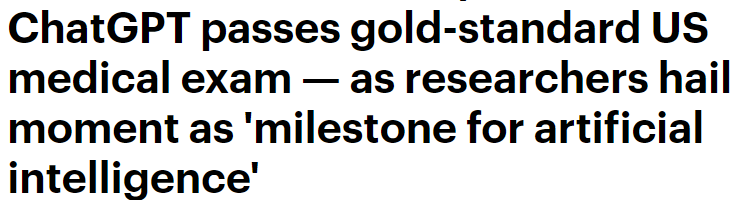 ChatGPT passes gold-standard US
medical exam — as researchers hail
moment as 'milestone for artificial
intelligence'